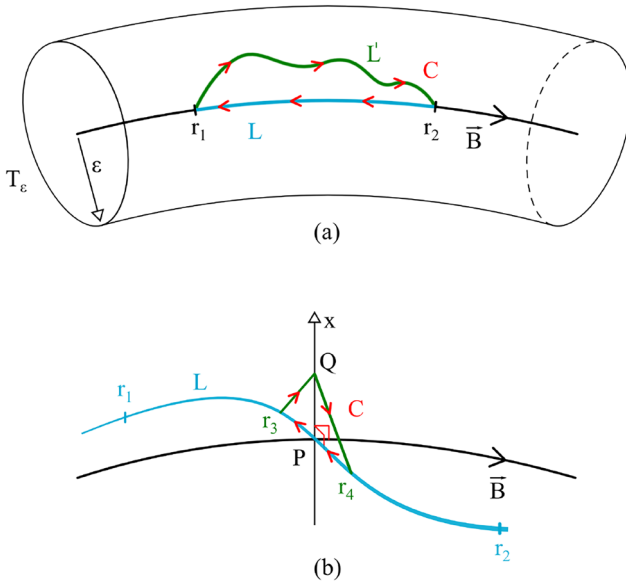 L' C
r₁ L r₂ B⃗
ε
Tε
(a)
x
Q
r₁ L C
r₃
P r₄ B⃗
r₂
(b)